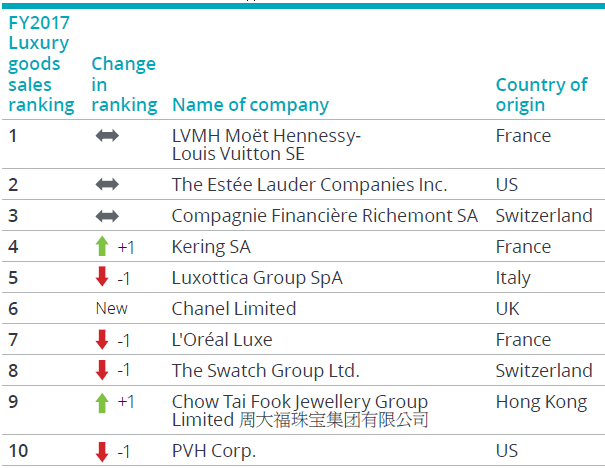 FY2017
Luxury
goods
sales
ranking
Change
in
ranking
Name of company
Country of
origin
1 LVMH Moët Hennessy- France
Louis Vuitton SE
2 The Estée Lauder Companies Inc. US
3 Compagnie Financière Richemont SA Switzerland
4 +1 Kering SA France
5 -1 Luxottica Group SpA Italy
6 New Chanel Limited UK
7 -1 L'Oréal Luxe France
8 -1 The Swatch Group Ltd. Switzerland
9 +1 Chow Tai Fook Jewellery Group Hong Kong
Limited 周大福珠宝集团有限公司
10 -1 PVH Corp. US